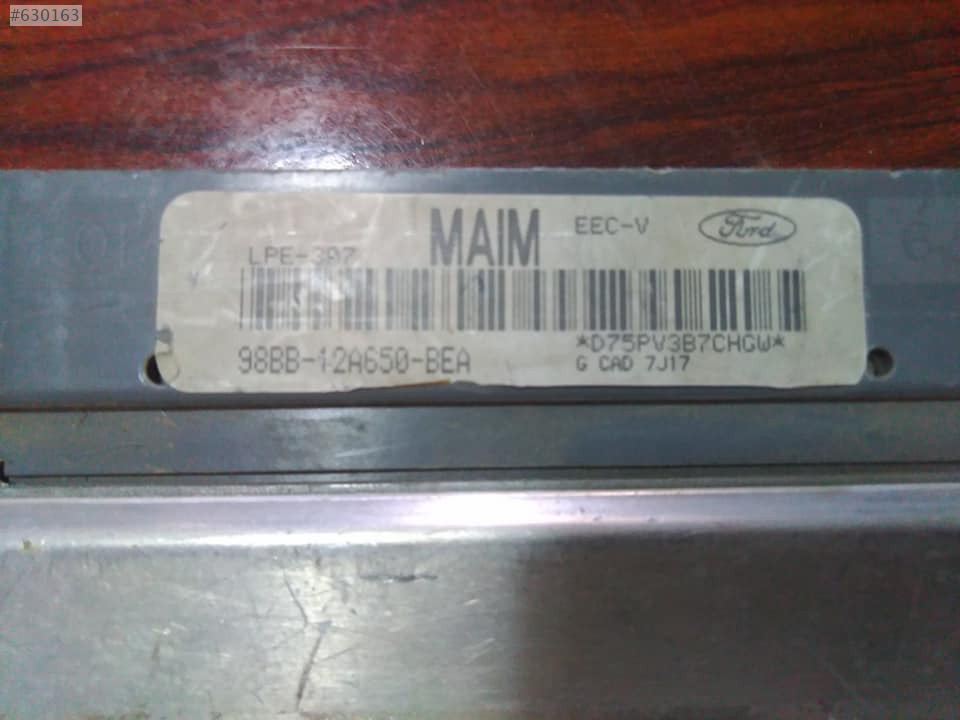 #630163
MAIM
EEC-V
Ford
LPE-397
*D75PV3B7CHGW*
98BB-12A650-BEA
G CAD 7J17